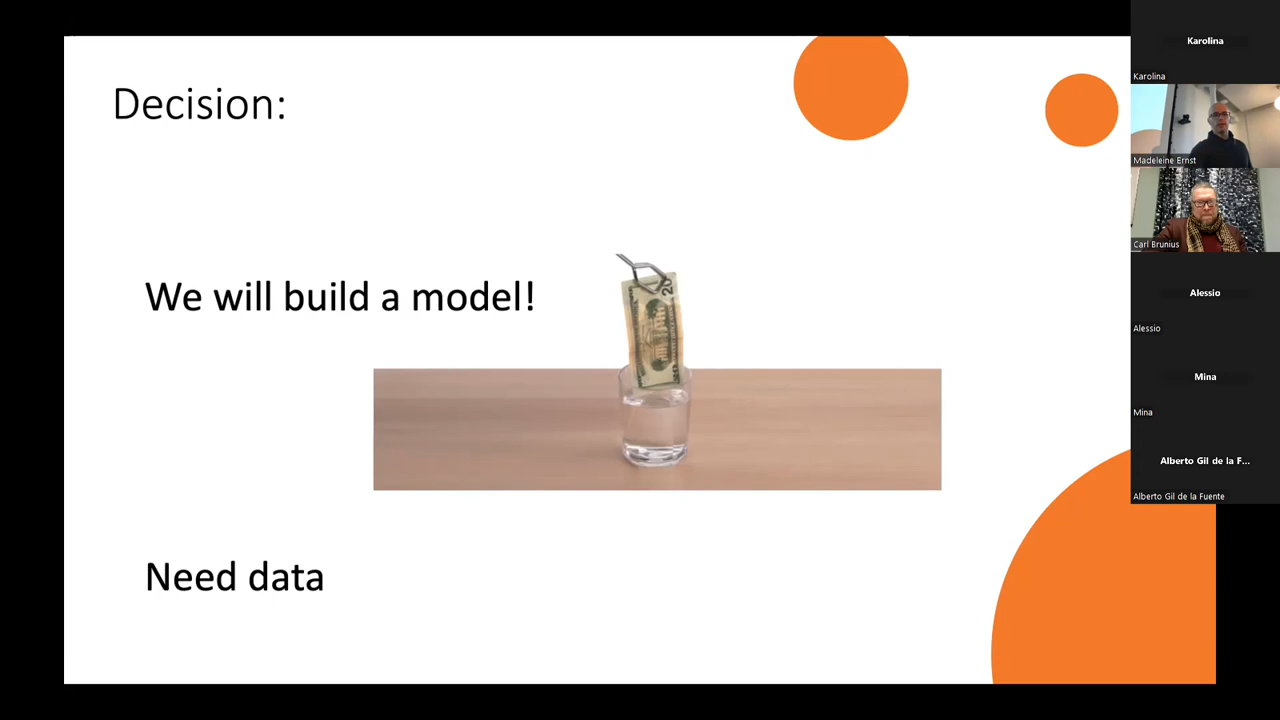 Decision:
We will build a model!
20
Need data
Karolina
Karolina
Madeleine Ernst
Carl Brunius
Alessio
Alessio
Mina
Mina
Alberto Gil de la F...
Alberto Gil de la Fuente